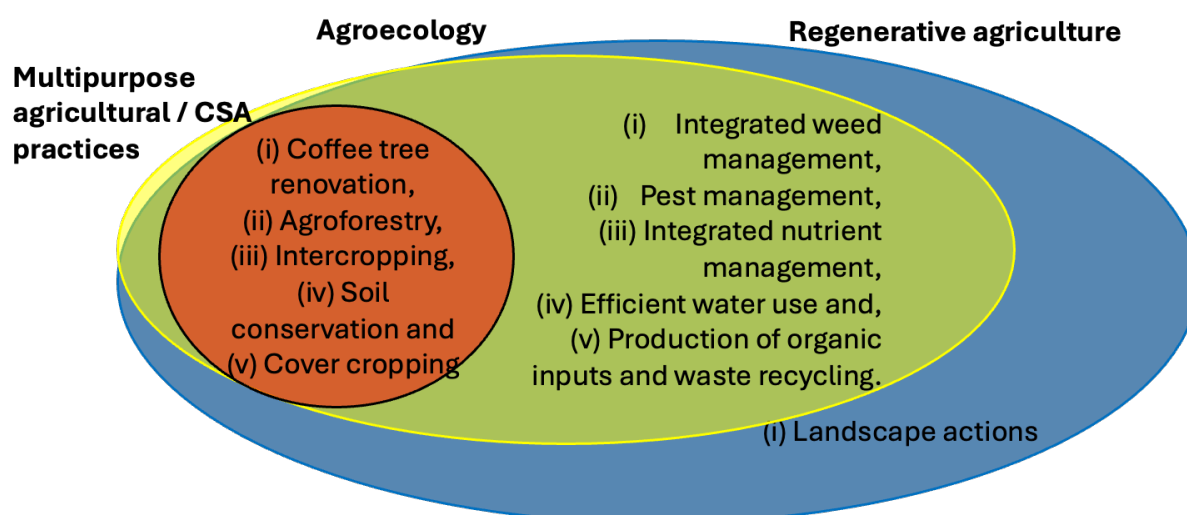 Agroecology
Regenerative agriculture
Multipurpose
agricultural / CSA
practices
(i) Coffee tree
renovation,
(ii) Agroforestry,
(iii) Intercropping,
(iv) Soil
conservation and
(v) Cover cropping
(i) Integrated weed
management,
(ii) Pest management,
(iii) Integrated nutrient
management,
(iv) Efficient water use and,
(v) Production of organic
inputs and waste recycling.
(i) Landscape actions